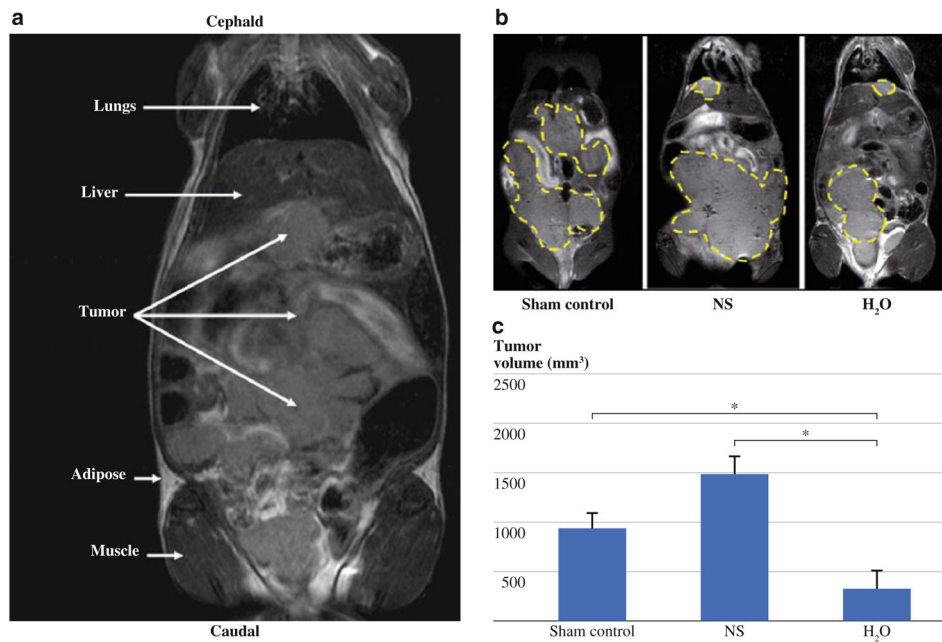 a
Cephald
Lungs
Liver
Tumor
Adipose
Muscle
Caudal
b
Sham control NS H₂O
c
Tumor
volume (mm³)
2500
*
2000
*
1500
1000
500
Sham control NS H₂O